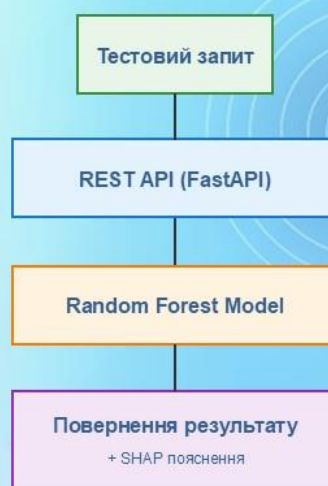 Тестовий запит
REST API (FastAPI)
Random Forest Model
Повернення результату
+ SHAP пояснення